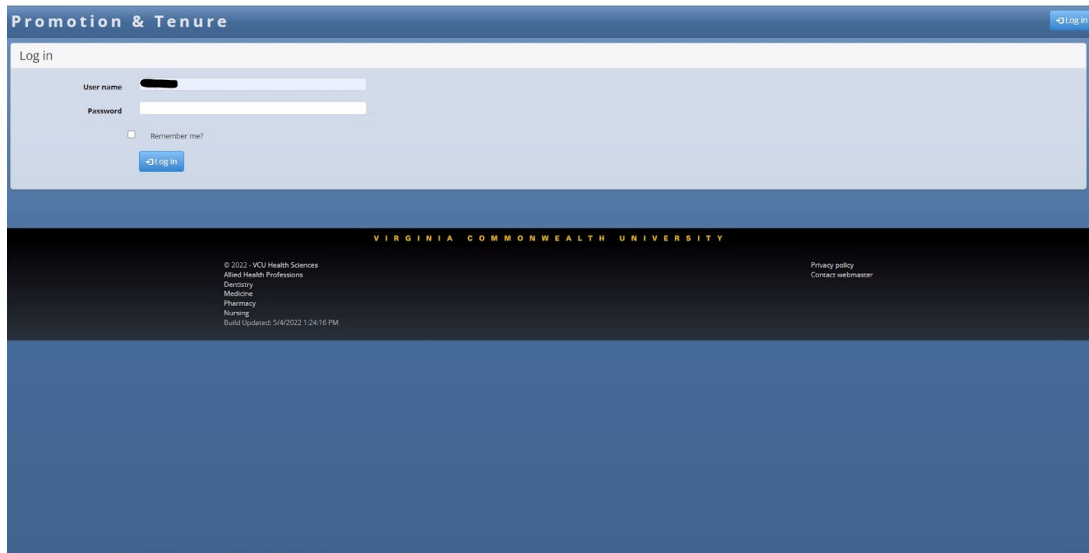 Promotion & Tenure
Log in
Log in
User name
Password
Remember me?
Log in
VIRGINIA COMMONWEALTH UNIVERSITY
© 2022 - VCU Health Sciences
Allied Health Professions
Dentistry
Medicine
Pharmacy
Nursing
Build Updated: 5/4/2022 1:24:16 PM
Privacy policy
Contact webmaster